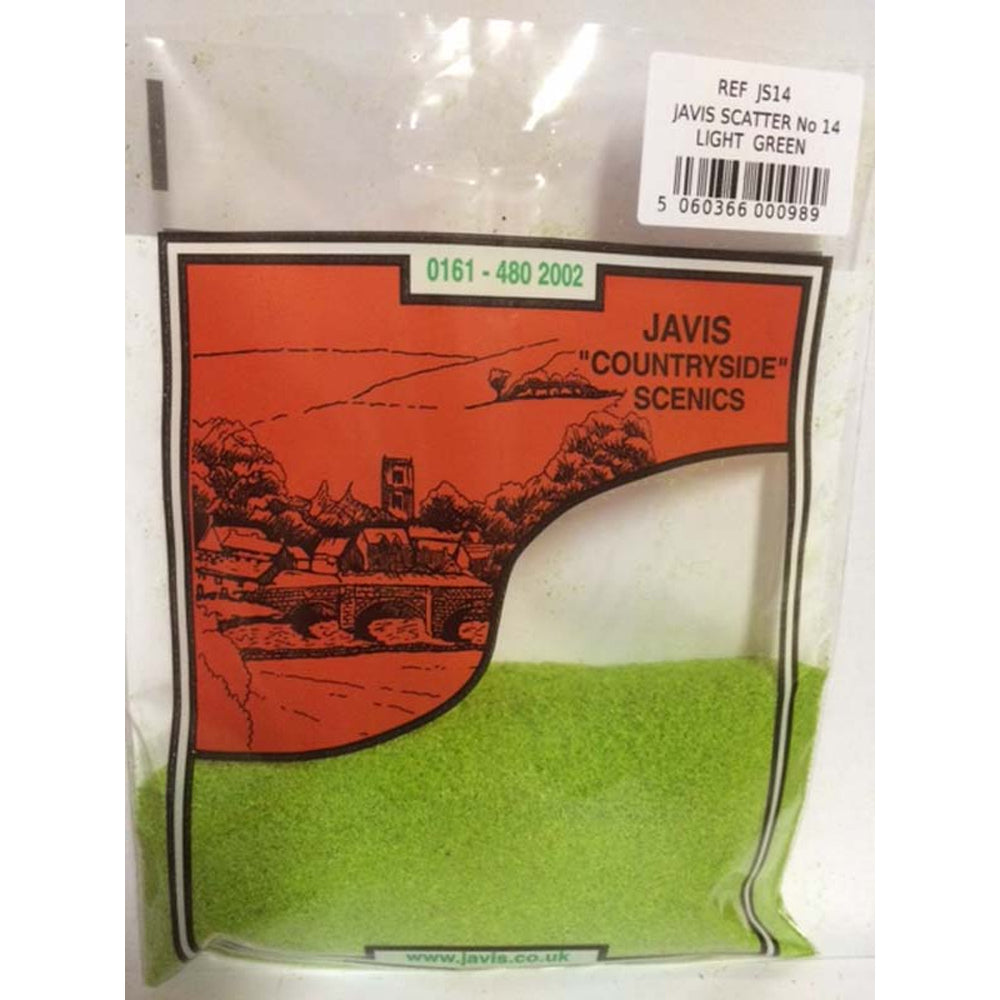 REF JS14
JAVIS SCATTER No 14
LIGHT GREEN
5 060366 000989
0161 - 480 2002
JAVIS
"COUNTRYSIDE"
SCENICS
www.javis.co.uk